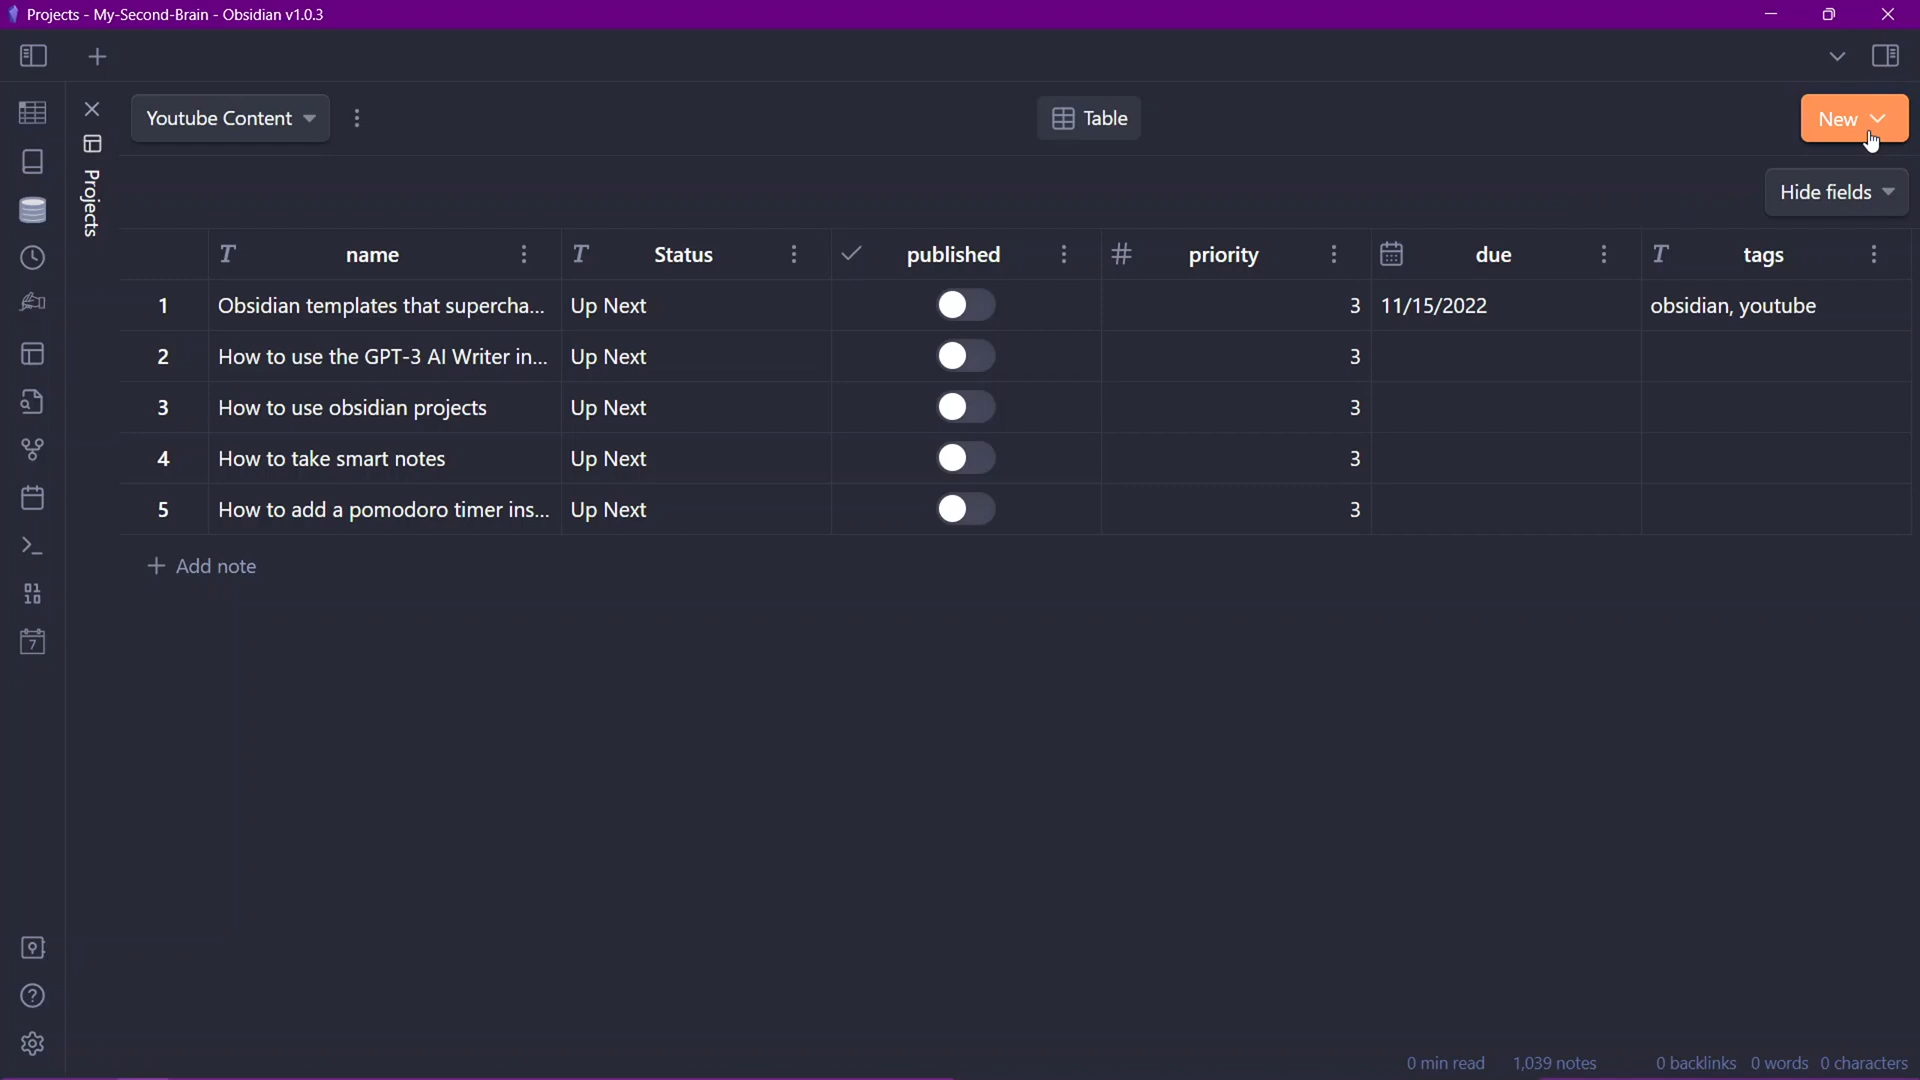 Projects - My-Second-Brain - Obsidian v1.0.3
Projects
Youtube Content
Table
New
Hide fields
name Status published priority due tags
1 Obsidian templates that supercha... Up Next 3 11/15/2022 obsidian, youtube
2 How to use the GPT-3 AI Writer in... Up Next 3
3 How to use obsidian projects Up Next 3
4 How to take smart notes Up Next 3
5 How to add a pomodoro timer ins... Up Next 3
+ Add note
0 min read 1,039 notes 0 backlinks 0 words 0 characters